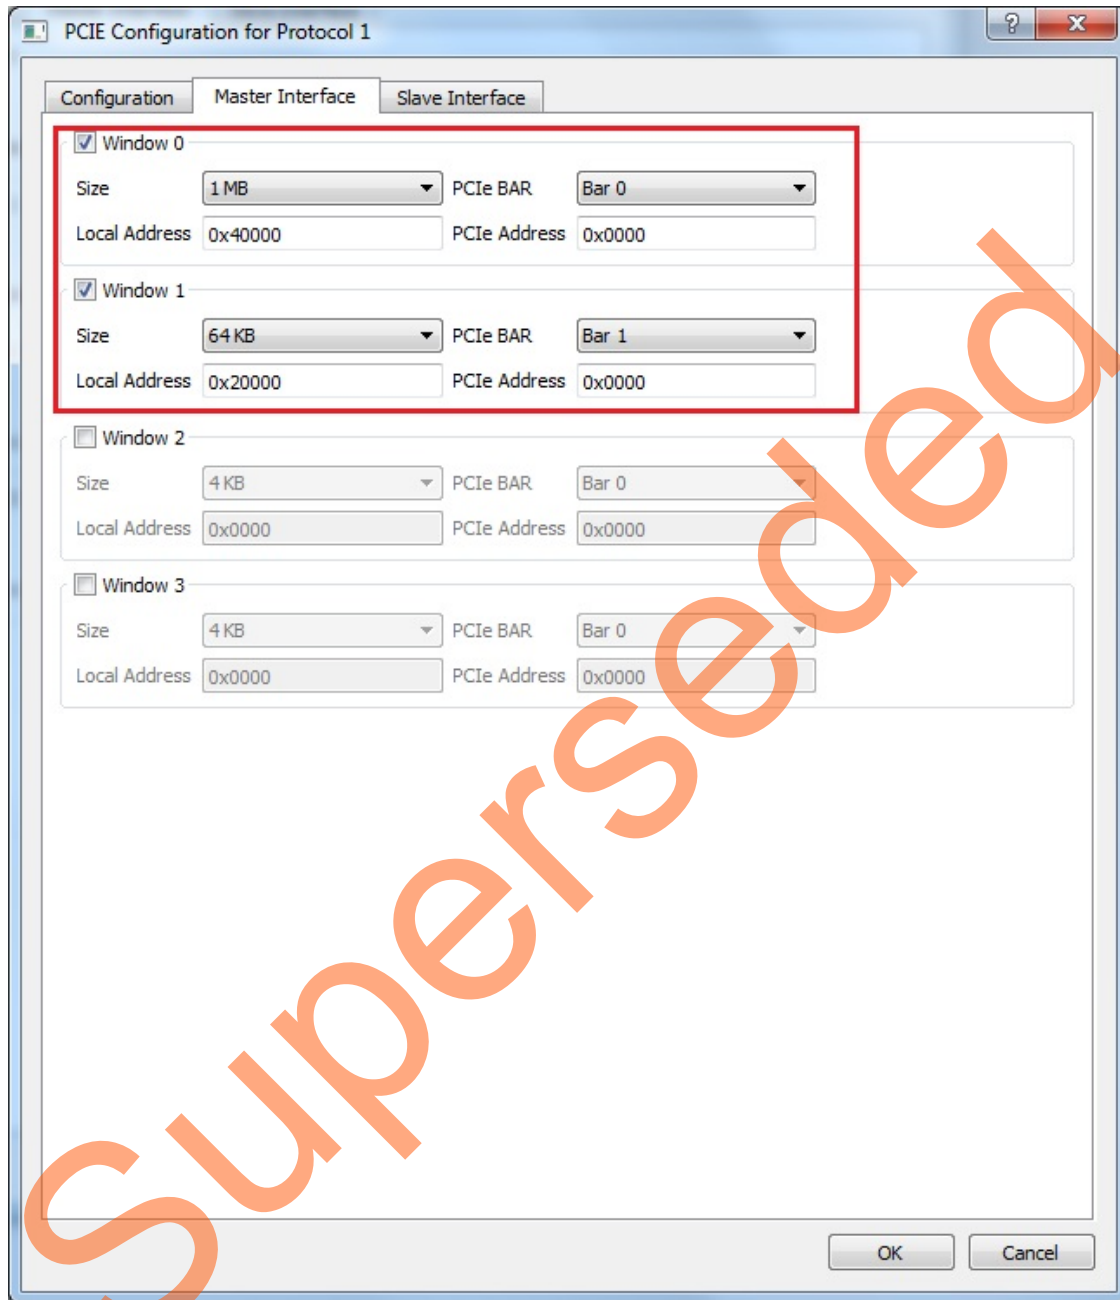 PCIE Configuration for Protocol 1
Configuration Master Interface Slave Interface
Window 0
Size 1 MB PCIe BAR Bar 0
Local Address 0x40000 PCIe Address 0x0000
Window 1
Size 64 KB PCIe BAR Bar 1
Local Address 0x20000 PCIe Address 0x0000
Window 2
Size 4 KB PCIe BAR Bar 0
Local Address 0x0000 PCIe Address 0x0000
Window 3
Size 4 KB PCIe BAR Bar 0
Local Address 0x0000 PCIe Address 0x0000
Superseded
OK Cancel